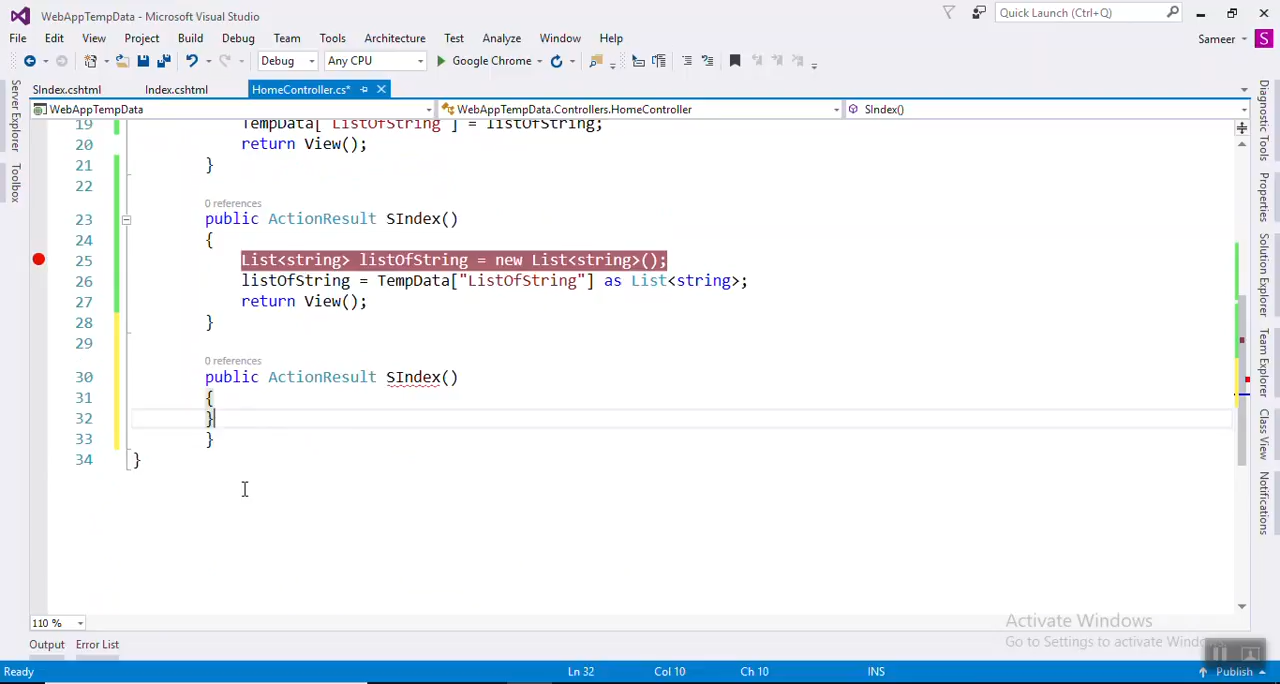 WebAppTempData - Microsoft Visual Studio
Quick Launch (Ctrl+Q)
File Edit View Project Build Debug Team Tools Architecture Test Analyze Window Help
Sameer S
Debug Any CPU Google Chrome
SIndex.cshtml Index.cshtml HomeController.cs*
WebAppTempData WebAppTempData.Controllers.HomeController SIndex()
19 TempData["ListOfString"] = listOfString;
20 return View();
21 }
22
0 references
23 public ActionResult SIndex()
24 {
25 List<string> listOfString = new List<string>();
26 listOfString = TempData["ListOfString"] as List<string>;
27 return View();
28 }
29
0 references
30 public ActionResult SIndex()
31 {
32 }
33 }
34 }
Server Explorer
Toolbox
Diagnostic Tools
Properties
Solution Explorer
Team Explorer
Class View
Notifications
110 %
Activate Windows
Go to Settings to activate Windows
Output Error List
Ready Ln 32 Col 10 Ch 10 INS Publish